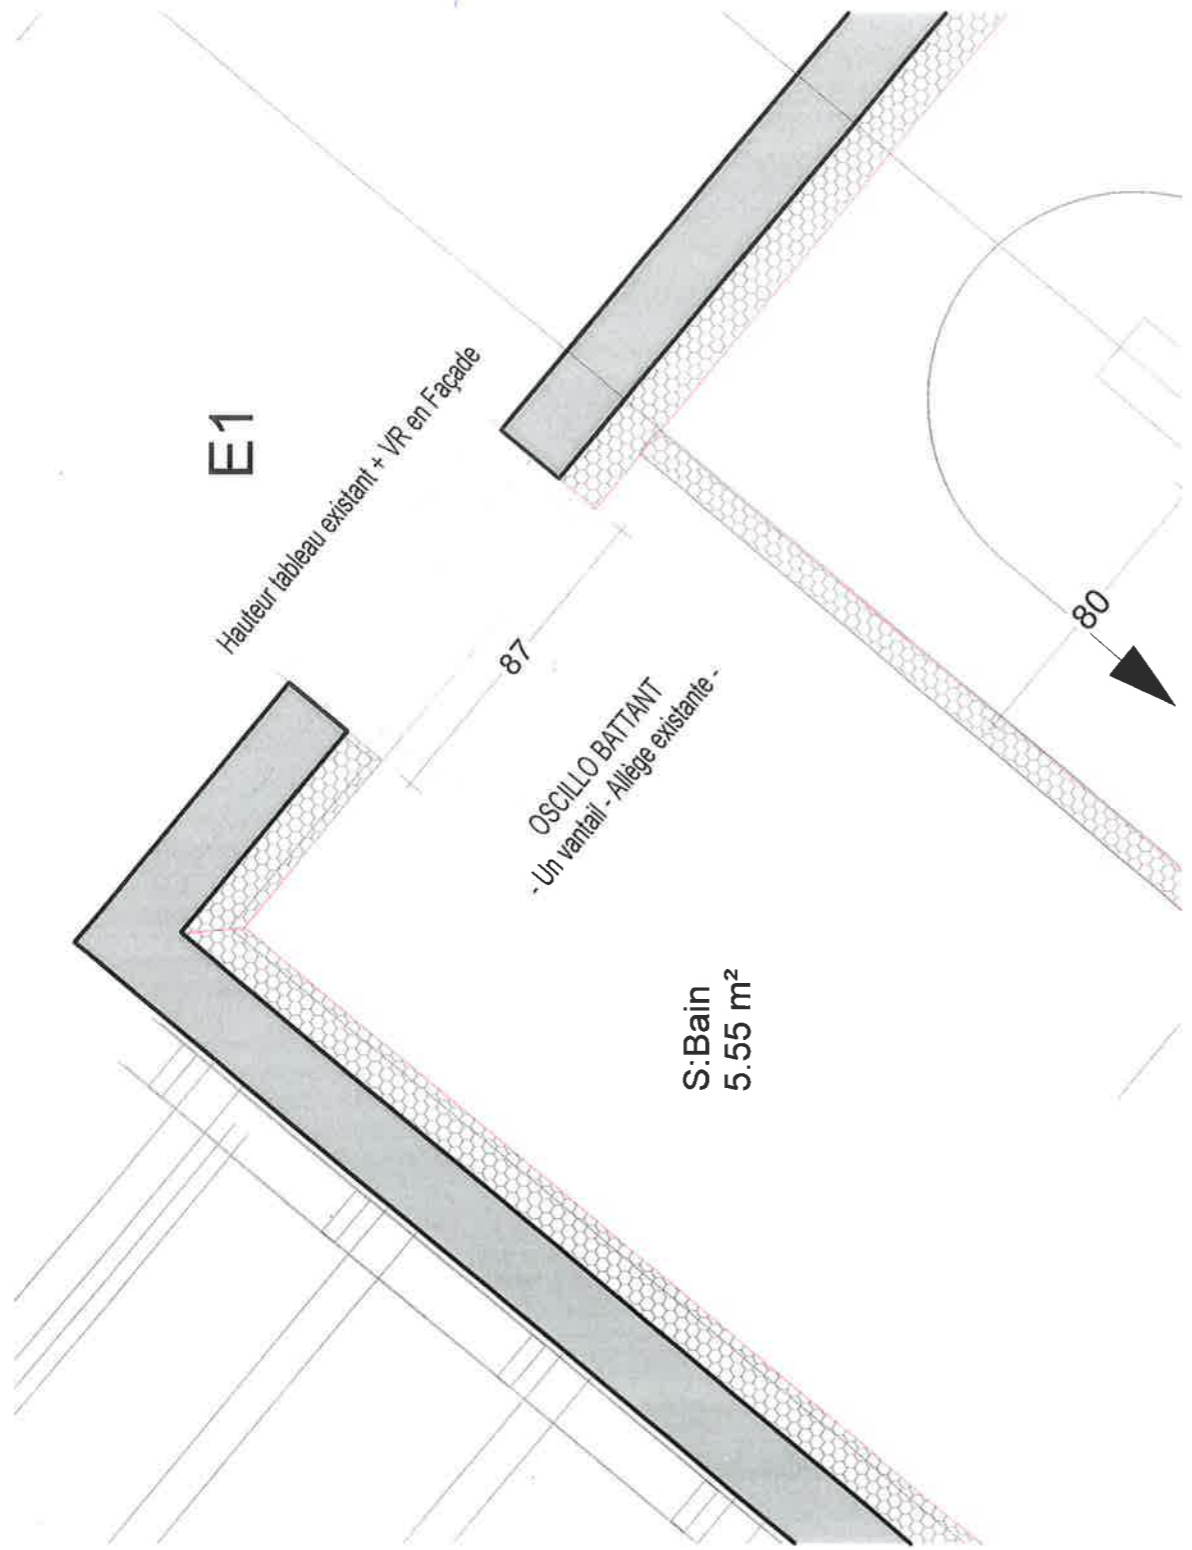 E1
Hauteur tableau existant + VR en Façade
87
OSCILLO BATTANT
- Un vantail - Allège existante -
80
S:Bain
5.55 m²